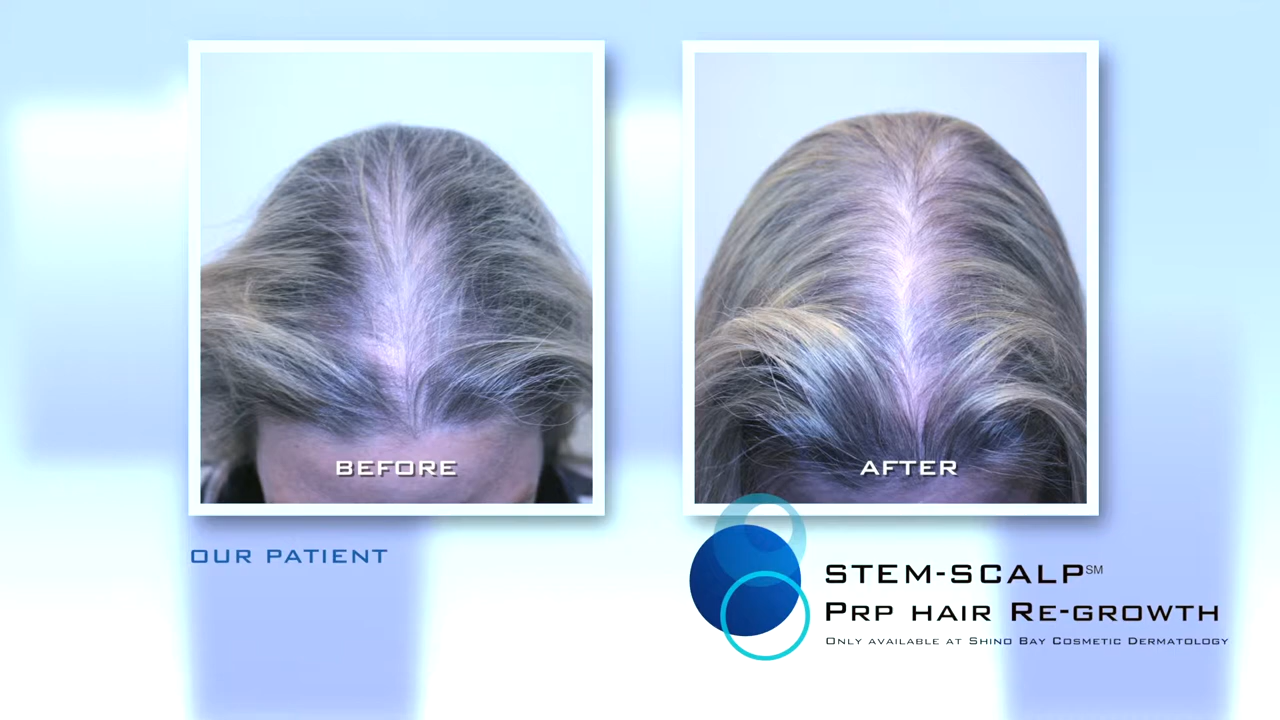 BEFORE
AFTER
OUR PATIENT
STEM-SCALP℠
PRP HAIR RE-GROWTH
ONLY AVAILABLE AT SHINO BAY COSMETIC DERMATOLOGY